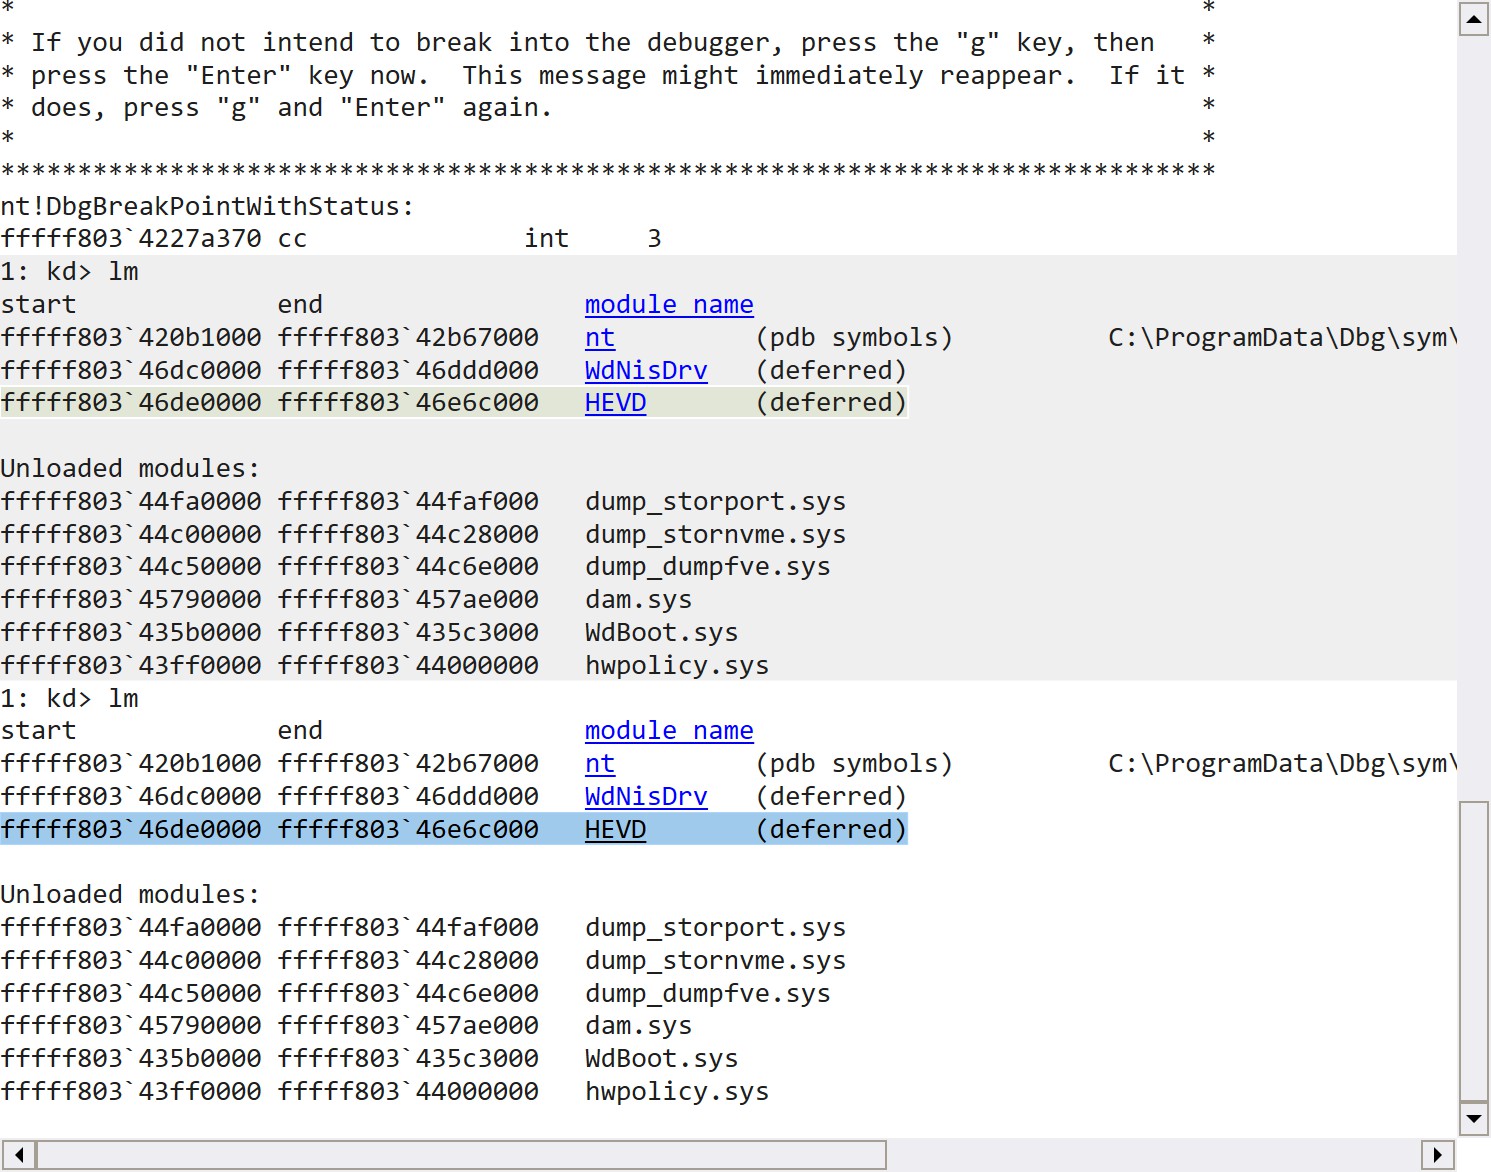 *                                                                              *
* If you did not intend to break into the debugger, press the "g" key, then   *
* press the "Enter" key now.  This message might immediately reappear.  If it *
* does, press "g" and "Enter" again.                                           *
*                                                                              *
*******************************************************************************
nt!DbgBreakPointWithStatus:
fffff803`4227a370 cc              int     3
1: kd> lm
start             end                 module name
fffff803`420b1000 fffff803`42b67000   nt         (pdb symbols)          C:\ProgramData\Dbg\sym\
fffff803`46dc0000 fffff803`46ddd000   WdNisDrv   (deferred)
fffff803`46de0000 fffff803`46e6c000   HEVD       (deferred)

Unloaded modules:
fffff803`44fa0000 fffff803`44faf000   dump_storport.sys
fffff803`44c00000 fffff803`44c28000   dump_stornvme.sys
fffff803`44c50000 fffff803`44c6e000   dump_dumpfve.sys
fffff803`45790000 fffff803`457ae000   dam.sys
fffff803`435b0000 fffff803`435c3000   WdBoot.sys
fffff803`43ff0000 fffff803`44000000   hwpolicy.sys
1: kd> lm
start             end                 module name
fffff803`420b1000 fffff803`42b67000   nt         (pdb symbols)          C:\ProgramData\Dbg\sym\
fffff803`46dc0000 fffff803`46ddd000   WdNisDrv   (deferred)
fffff803`46de0000 fffff803`46e6c000   HEVD       (deferred)

Unloaded modules:
fffff803`44fa0000 fffff803`44faf000   dump_storport.sys
fffff803`44c00000 fffff803`44c28000   dump_stornvme.sys
fffff803`44c50000 fffff803`44c6e000   dump_dumpfve.sys
fffff803`45790000 fffff803`457ae000   dam.sys
fffff803`435b0000 fffff803`435c3000   WdBoot.sys
fffff803`43ff0000 fffff803`44000000   hwpolicy.sys